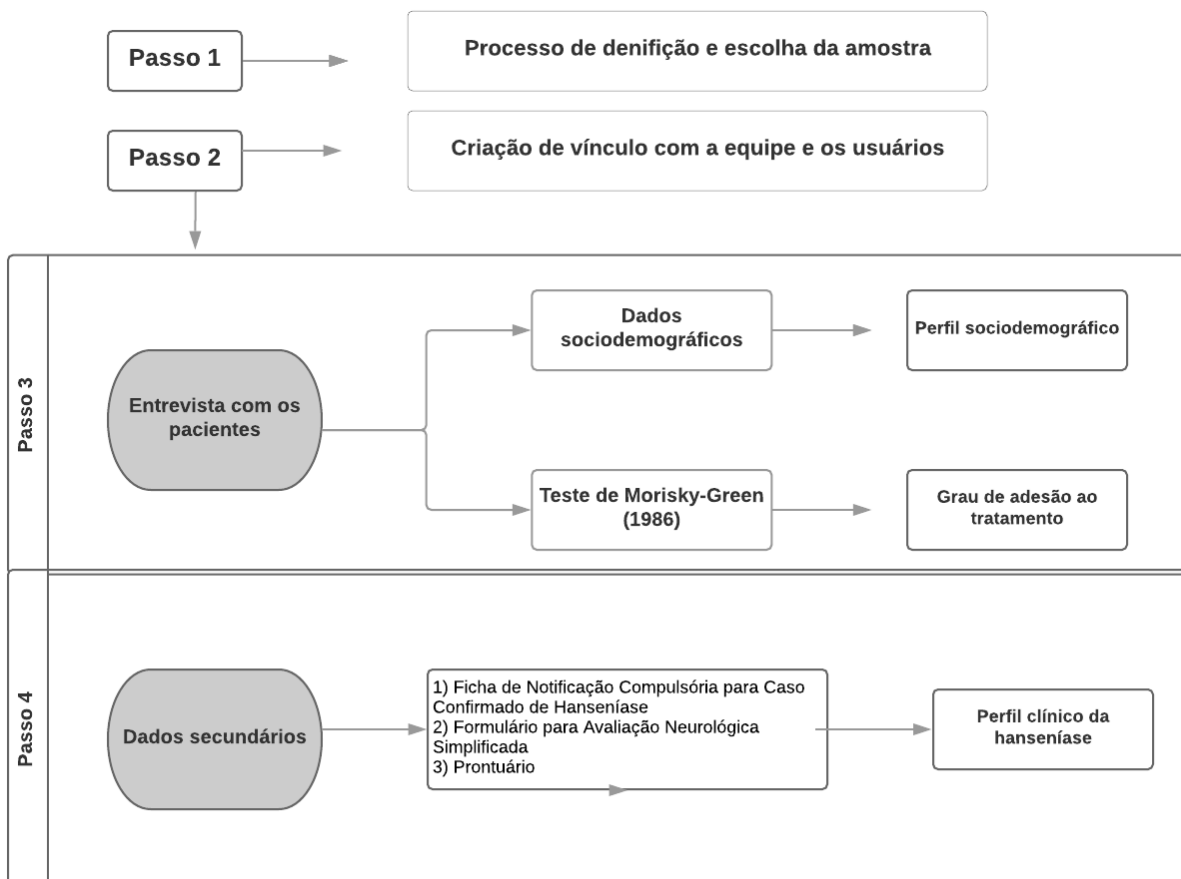 Passo 1
Processo de denifição e escolha da amostra
Passo 2
Criação de vínculo com a equipe e os usuários
Passo 3
Entrevista com os
pacientes
Dados
sociodemográficos
Perfil sociodemográfico
Teste de Morisky-Green
(1986)
Grau de adesão ao
tratamento
Passo 4
Dados secundários
1) Ficha de Notificação Compulsória para Caso
Confirmado de Hanseníase
2) Formulário para Avaliação Neurológica
Simplificada
3) Prontuário
Perfil clínico da
hanseníase